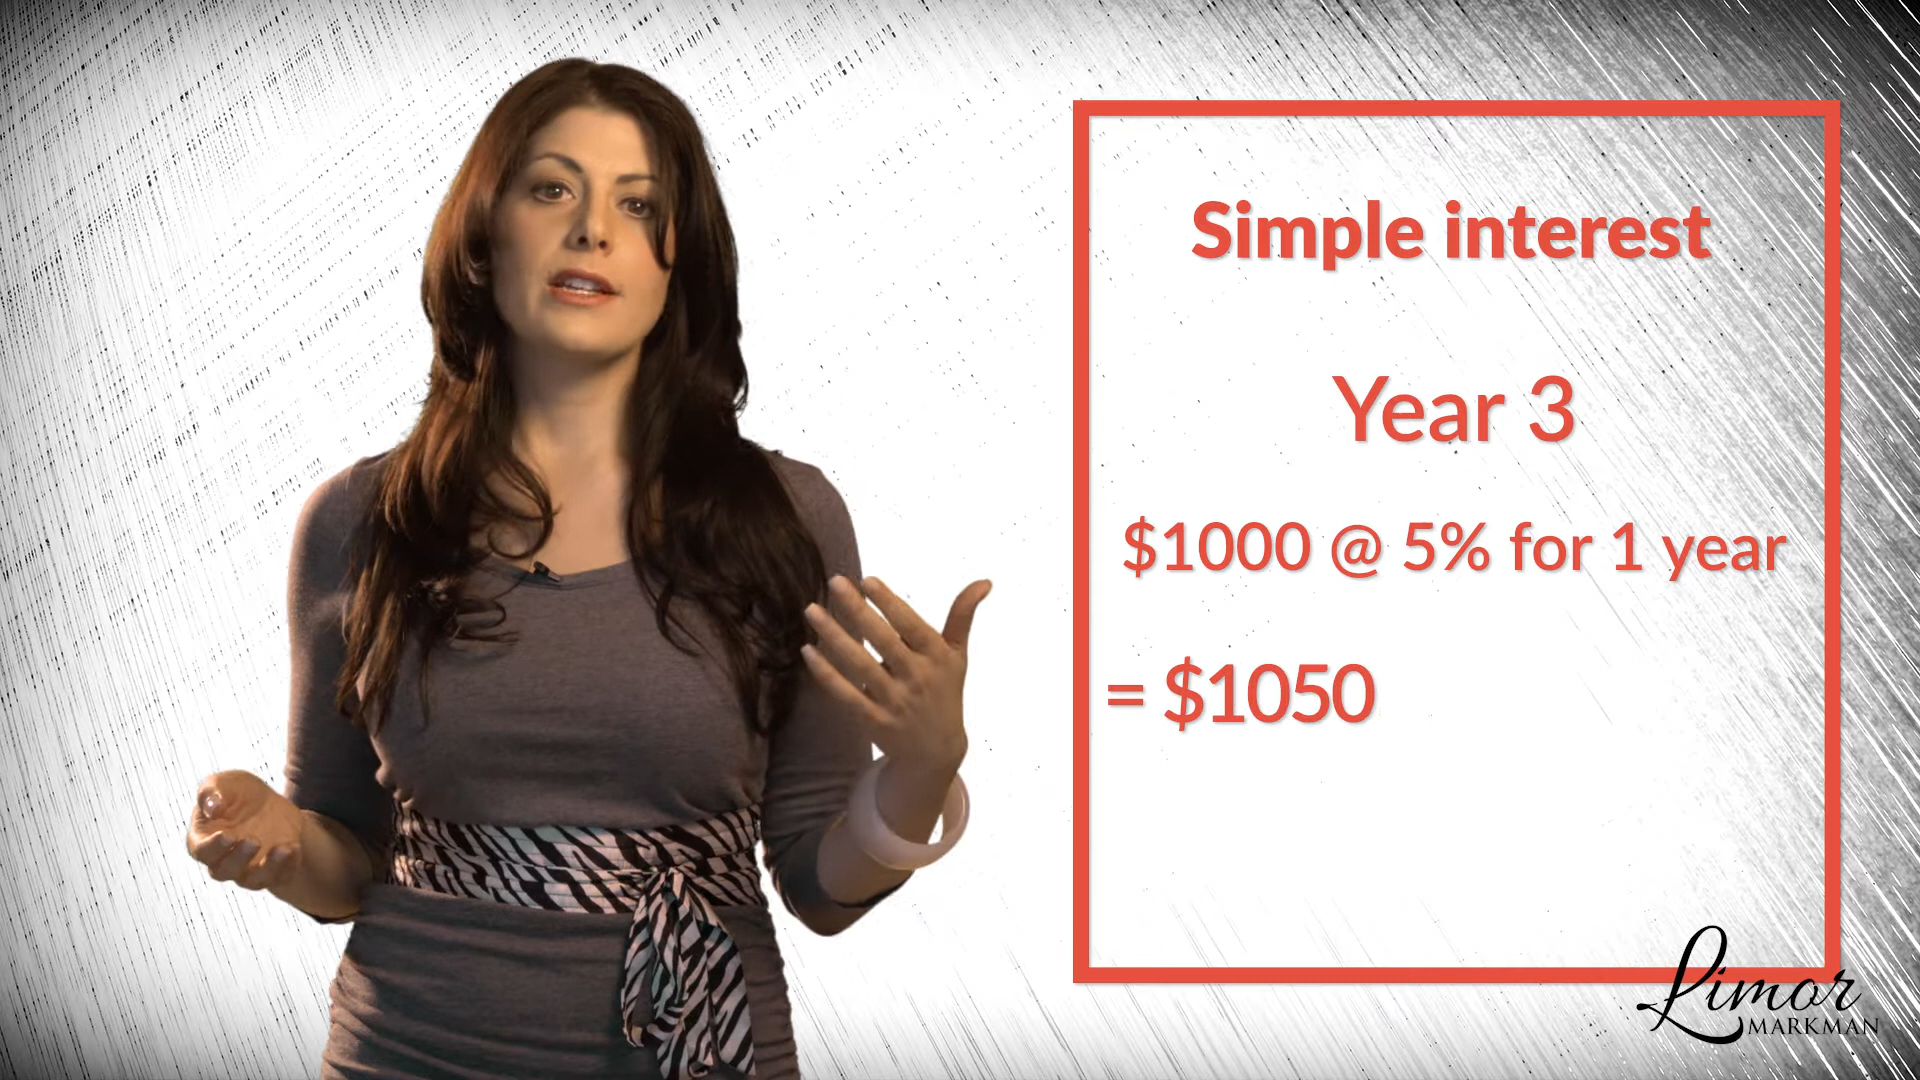 Simple interest
Year 3
$1000 @ 5% for 1 year
= $1050
Limor
MARKMAN